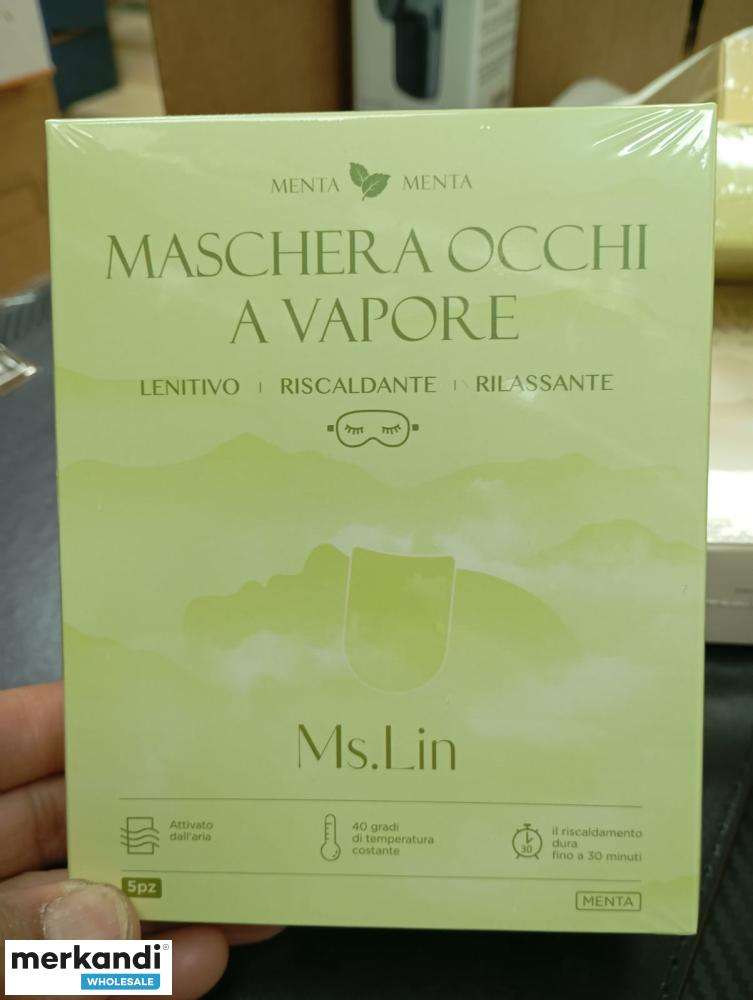 MENTA MENTA
MASCHERA OCCHI
A VAPORE
LENITIVO | RISCALDANTE | RILASSANTE
Ms.Lin
Attivato
dall'aria
40 gradi
di temperatura
costante
30
il riscaldamento
dura
fino a 30 minuti
5pz
MENTA
merkandi®
WHOLESALE